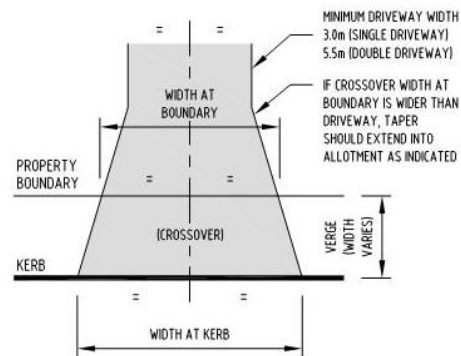 MINIMUM DRIVEWAY WIDTH
3.0m (SINGLE DRIVEWAY)
5.5m (DOUBLE DRIVEWAY)
IF CROSSOVER WIDTH AT
BOUNDARY IS WIDER THAN
DRIVEWAY, TAPER
SHOULD EXTEND INTO
ALLOTMENT AS INDICATED
WIDTH AT
BOUNDARY
PROPERTY
BOUNDARY
(CROSSOVER)
VERGE
(WIDTH
VARIES)
KERB
WIDTH AT KERB